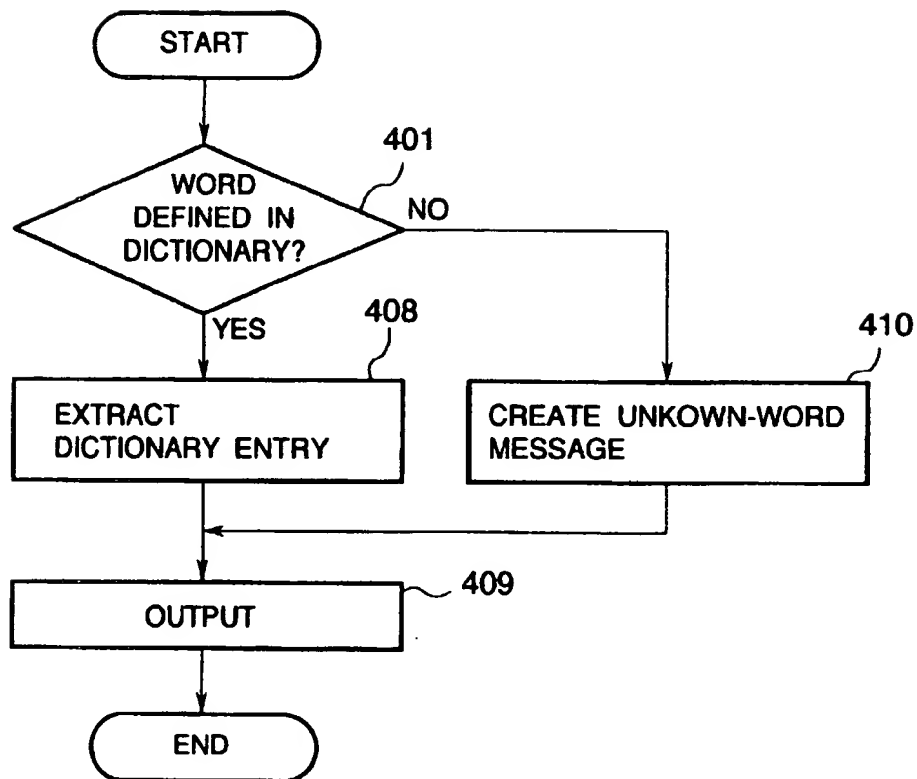 START
401
WORD
DEFINED IN
DICTIONARY?
NO
YES
408
EXTRACT
DICTIONARY ENTRY
410
CREATE UNKOWN-WORD
MESSAGE
409
OUTPUT
END